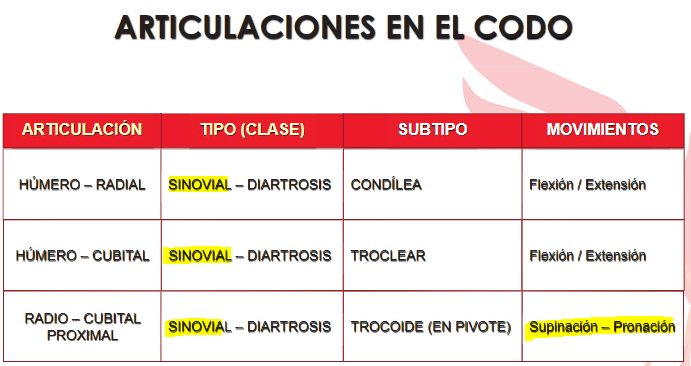 ARTICULACIONES EN EL CODO
ARTICULACIÓN TIPO (CLASE) SUBTIPO MOVIMIENTOS
HÚMERO – RADIAL SINOVIAL – DIARTROSIS CONDÍLEA Flexión / Extensión
HÚMERO – CUBITAL SINOVIAL – DIARTROSIS TROCLEAR Flexión / Extensión
RADIO – CUBITAL
PROXIMAL SINOVIAL – DIARTROSIS TROCOIDE (EN PIVOTE) Supinación – Pronación